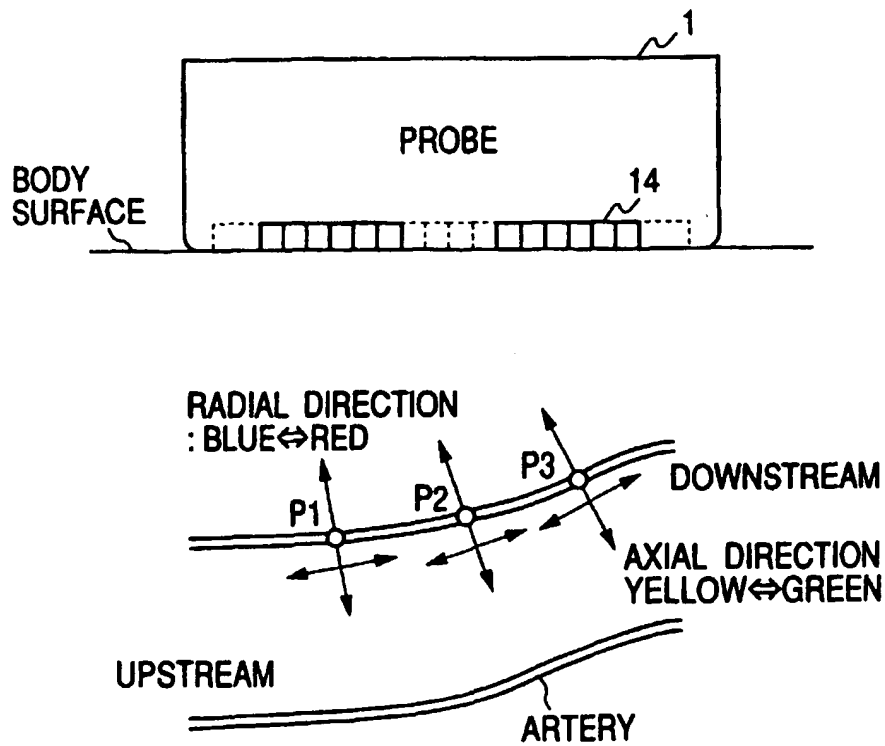 1
PROBE
BODY
SURFACE
14
RADIAL DIRECTION
: BLUE⇔RED
P1
P2
P3
DOWNSTREAM
AXIAL DIRECTION
YELLOW⇔GREEN
UPSTREAM
ARTERY